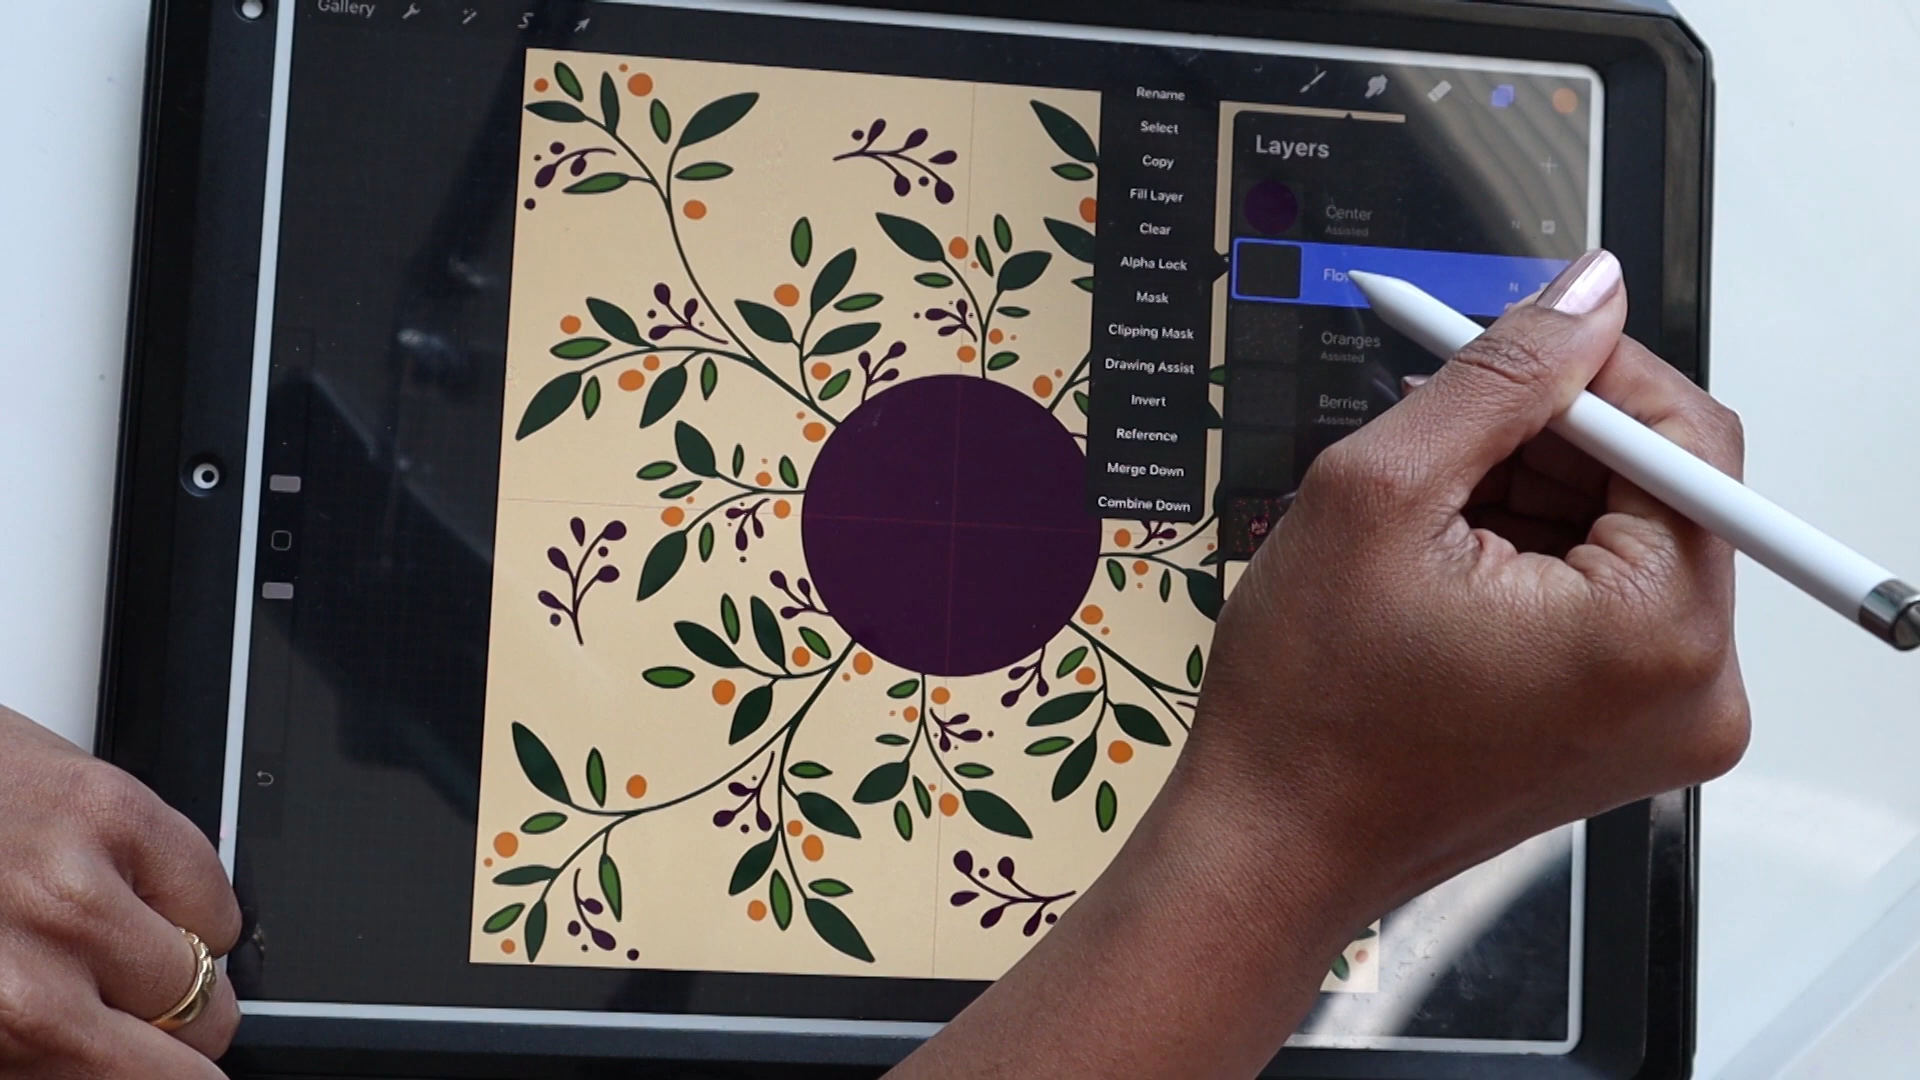 Gallery
Rename
Select
Copy
Fill Layer
Clear
Alpha Lock
Mask
Clipping Mask
Drawing Assist
Invert
Reference
Merge Down
Combine Down
Layers
Center
Assisted
N
N
Oranges
Assisted
Berries
Assisted